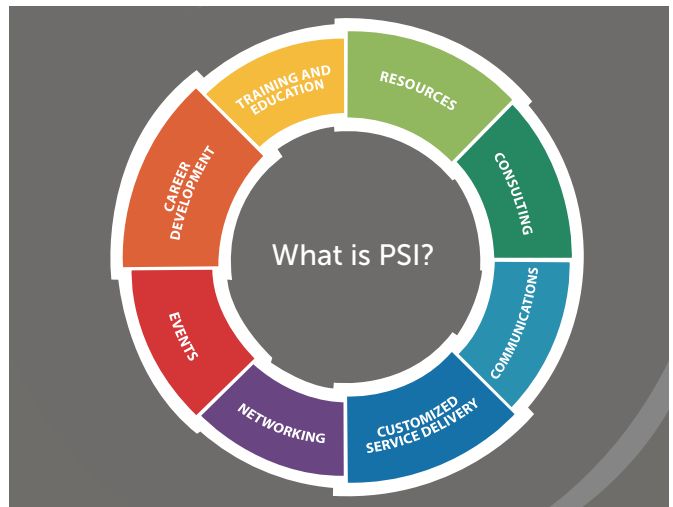 What is PSI?
RESOURCES
CONSULTING
COMMUNICATIONS
CUSTOMIZED
SERVICE DELIVERY
NETWORKING
EVENTS
CAREER
DEVELOPMENT
TRAINING AND
EDUCATION